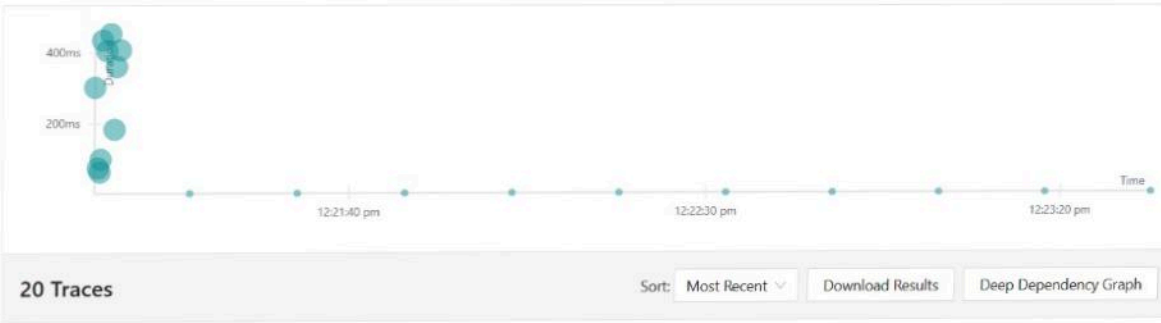 400ms
200ms
Time
12:21:40 pm
12:22:30 pm
12:23:20 pm
20 Traces
Sort: Most Recent
Download Results
Deep Dependency Graph